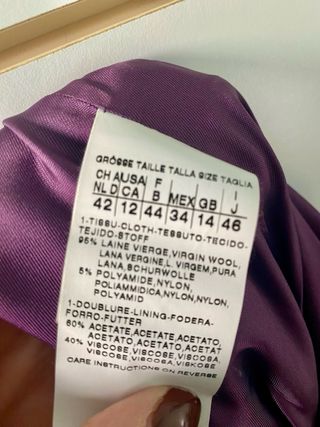 GRÖSSE TAILLE TALLA SIZE TAGLIA
CH A USA F
NL D CA B MEX GB J
42 12 44 34 14 46
1-TISSU-CLOTH-TESSUTO-TECIDO-
TEJIDO-STOFF
95% LAINE VIERGE, VIRGIN WOOL,
LANA VERGINE, L.VIRGEM, PURA
LANA, SCHURWOLLE
5% POLYAMIDE, NYLON,
POLIAMMIDICA, NYLON, NYLON,
POLYAMID
1-DOUBLURE-LINING-FODERA-
FORRO-FUTTER
60% ACETATE, ACETATE, ACETATO,
ACETATO, ACETATO, ACETAT
40% VISCOSE, VISCOSE, VISCOSA,
VISCOSE, VISCOSA, VISKOSE
CARE INSTRUCTIONS ON REVERSE